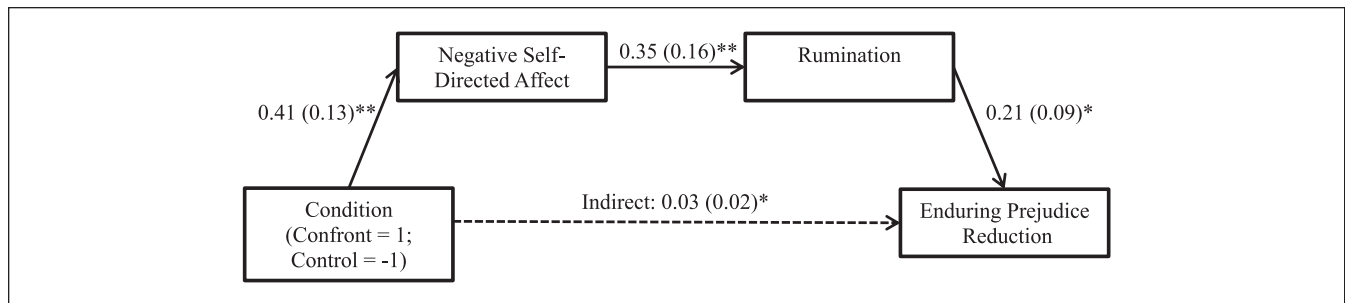 Negative Self-
Directed Affect
0.35 (0.16)**
Rumination
0.41 (0.13)**
0.21 (0.09)*
Condition
(Confront = 1;
Control = -1)
Indirect: 0.03 (0.02)*
Enduring Prejudice
Reduction